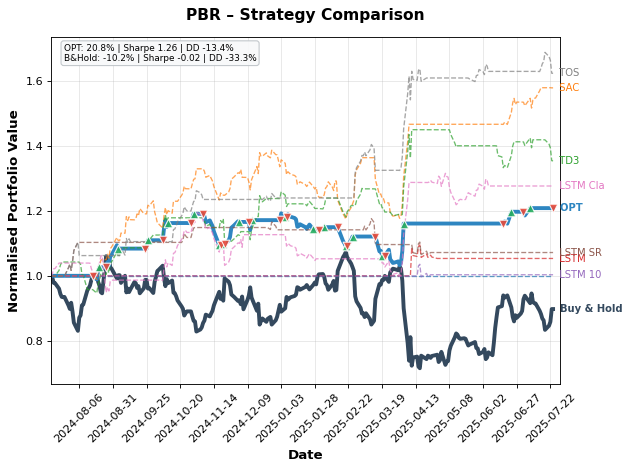 PBR – Strategy Comparison
OPT: 20.8% | Sharpe 1.26 | DD -13.4%
B&Hold: -10.2% | Sharpe -0.02 | DD -33.3%
Normalised Portfolio Value
1.6
1.4
1.2
1.0
0.8
TOS
SAC
TD3
LSTM Cla
OPT
LSTM SR
LSTM
LSTM 10
Buy & Hold
2024-08-06
2024-08-31
2024-09-25
2024-10-20
2024-11-14
2024-12-09
2025-01-03
2025-01-28
2025-02-22
2025-03-19
2025-04-13
2025-05-08
2025-06-02
2025-06-27
2025-07-22
Date